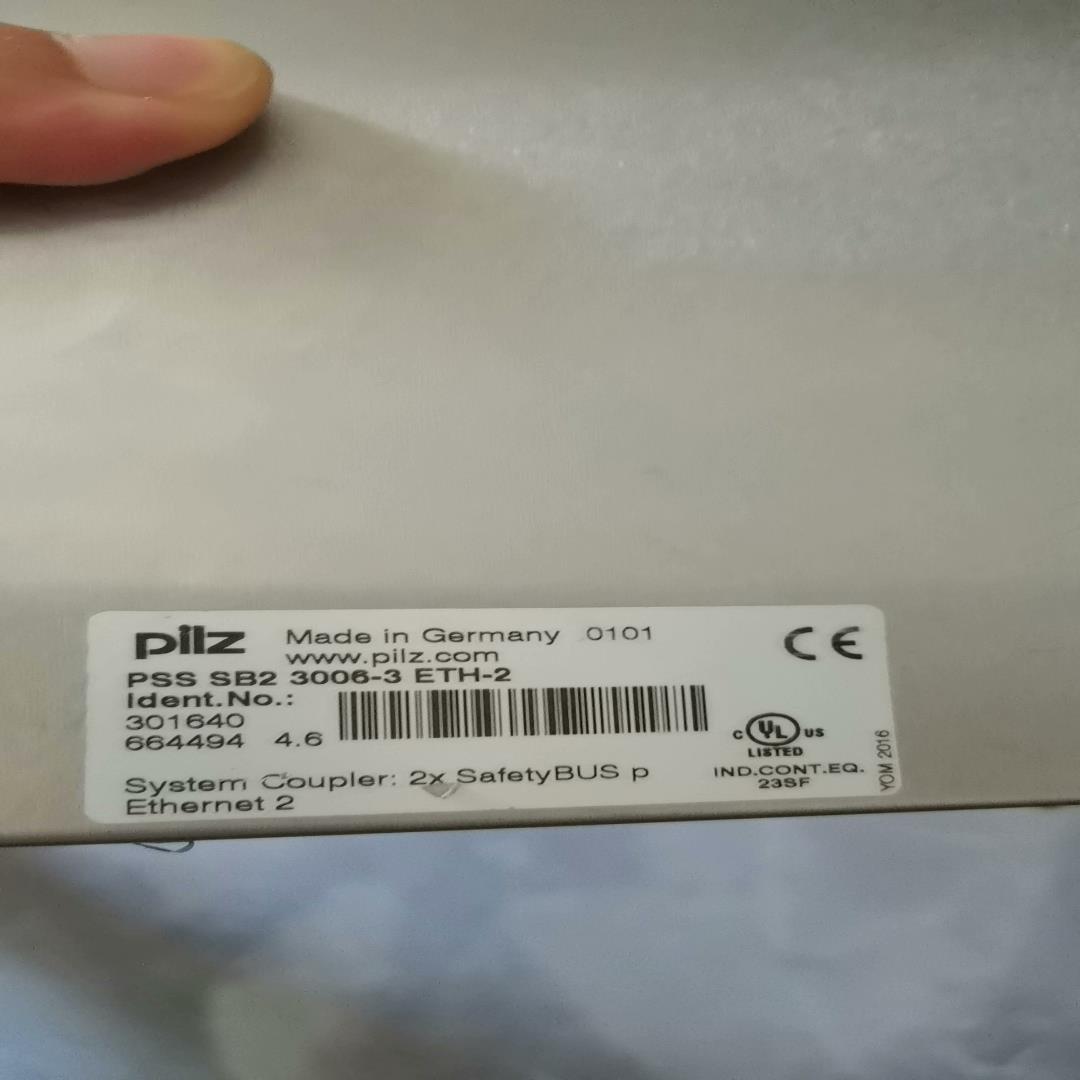 pilz Made in Germany 0101
www.pilz.com
CE
PSS SB2 3006-3 ETH-2
Ident.No.:
301640
664494 4.6
C UL US
LISTED
IND.CONT.EQ.
23SF
YOM 2016
System Coupler: 2x SafetyBUS p
Ethernet 2